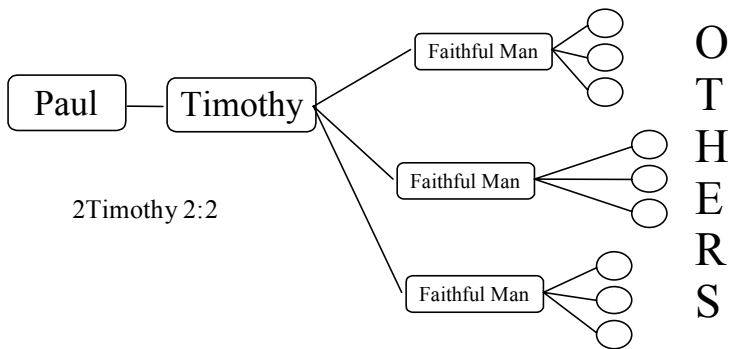 Paul
Timothy
Faithful Man
Faithful Man
Faithful Man
2Timothy 2:2
O
T
H
E
R
S